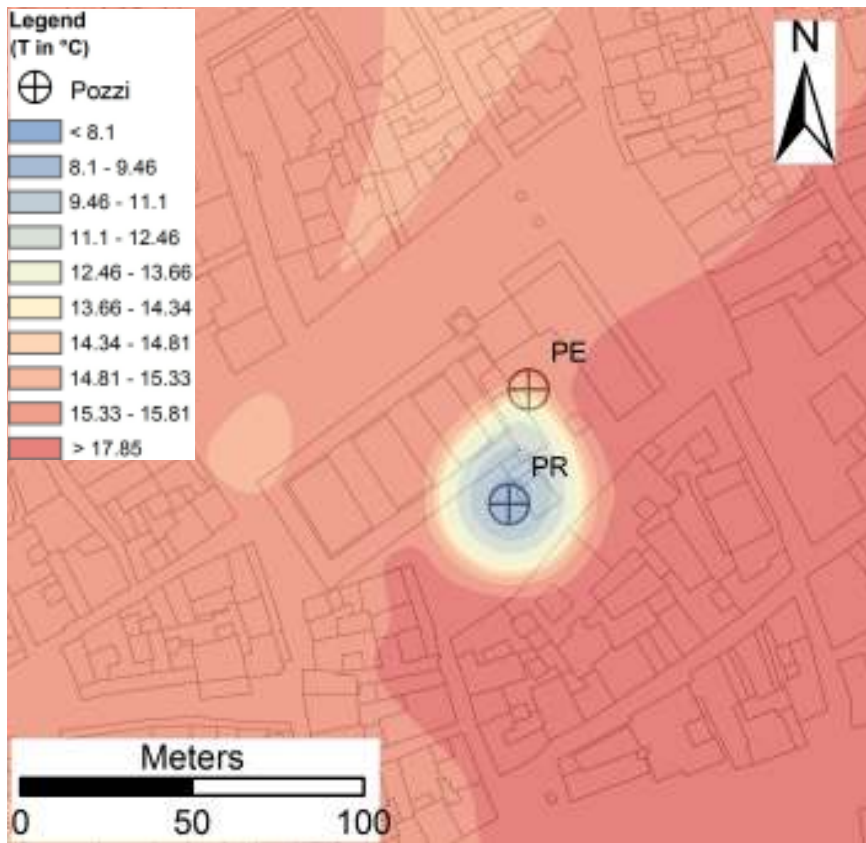 Legend
(T in °C)
Pozzi
< 8.1
8.1 - 9.46
9.46 - 11.1
11.1 - 12.46
12.46 - 13.66
13.66 - 14.34
14.34 - 14.81
14.81 - 15.33
15.33 - 15.81
> 17.85
N
PE
PR
Meters
0 50 100